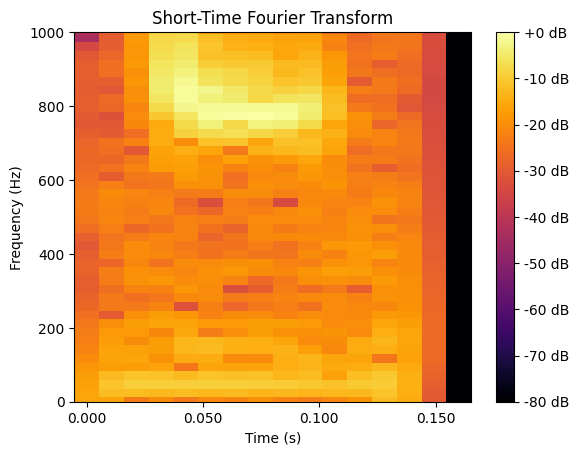 Short-Time Fourier Transform
Frequency (Hz)
1000
800
600
400
200
0
0.000
0.050
0.100
0.150
Time (s)
+0 dB
-10 dB
-20 dB
-30 dB
-40 dB
-50 dB
-60 dB
-70 dB
-80 dB